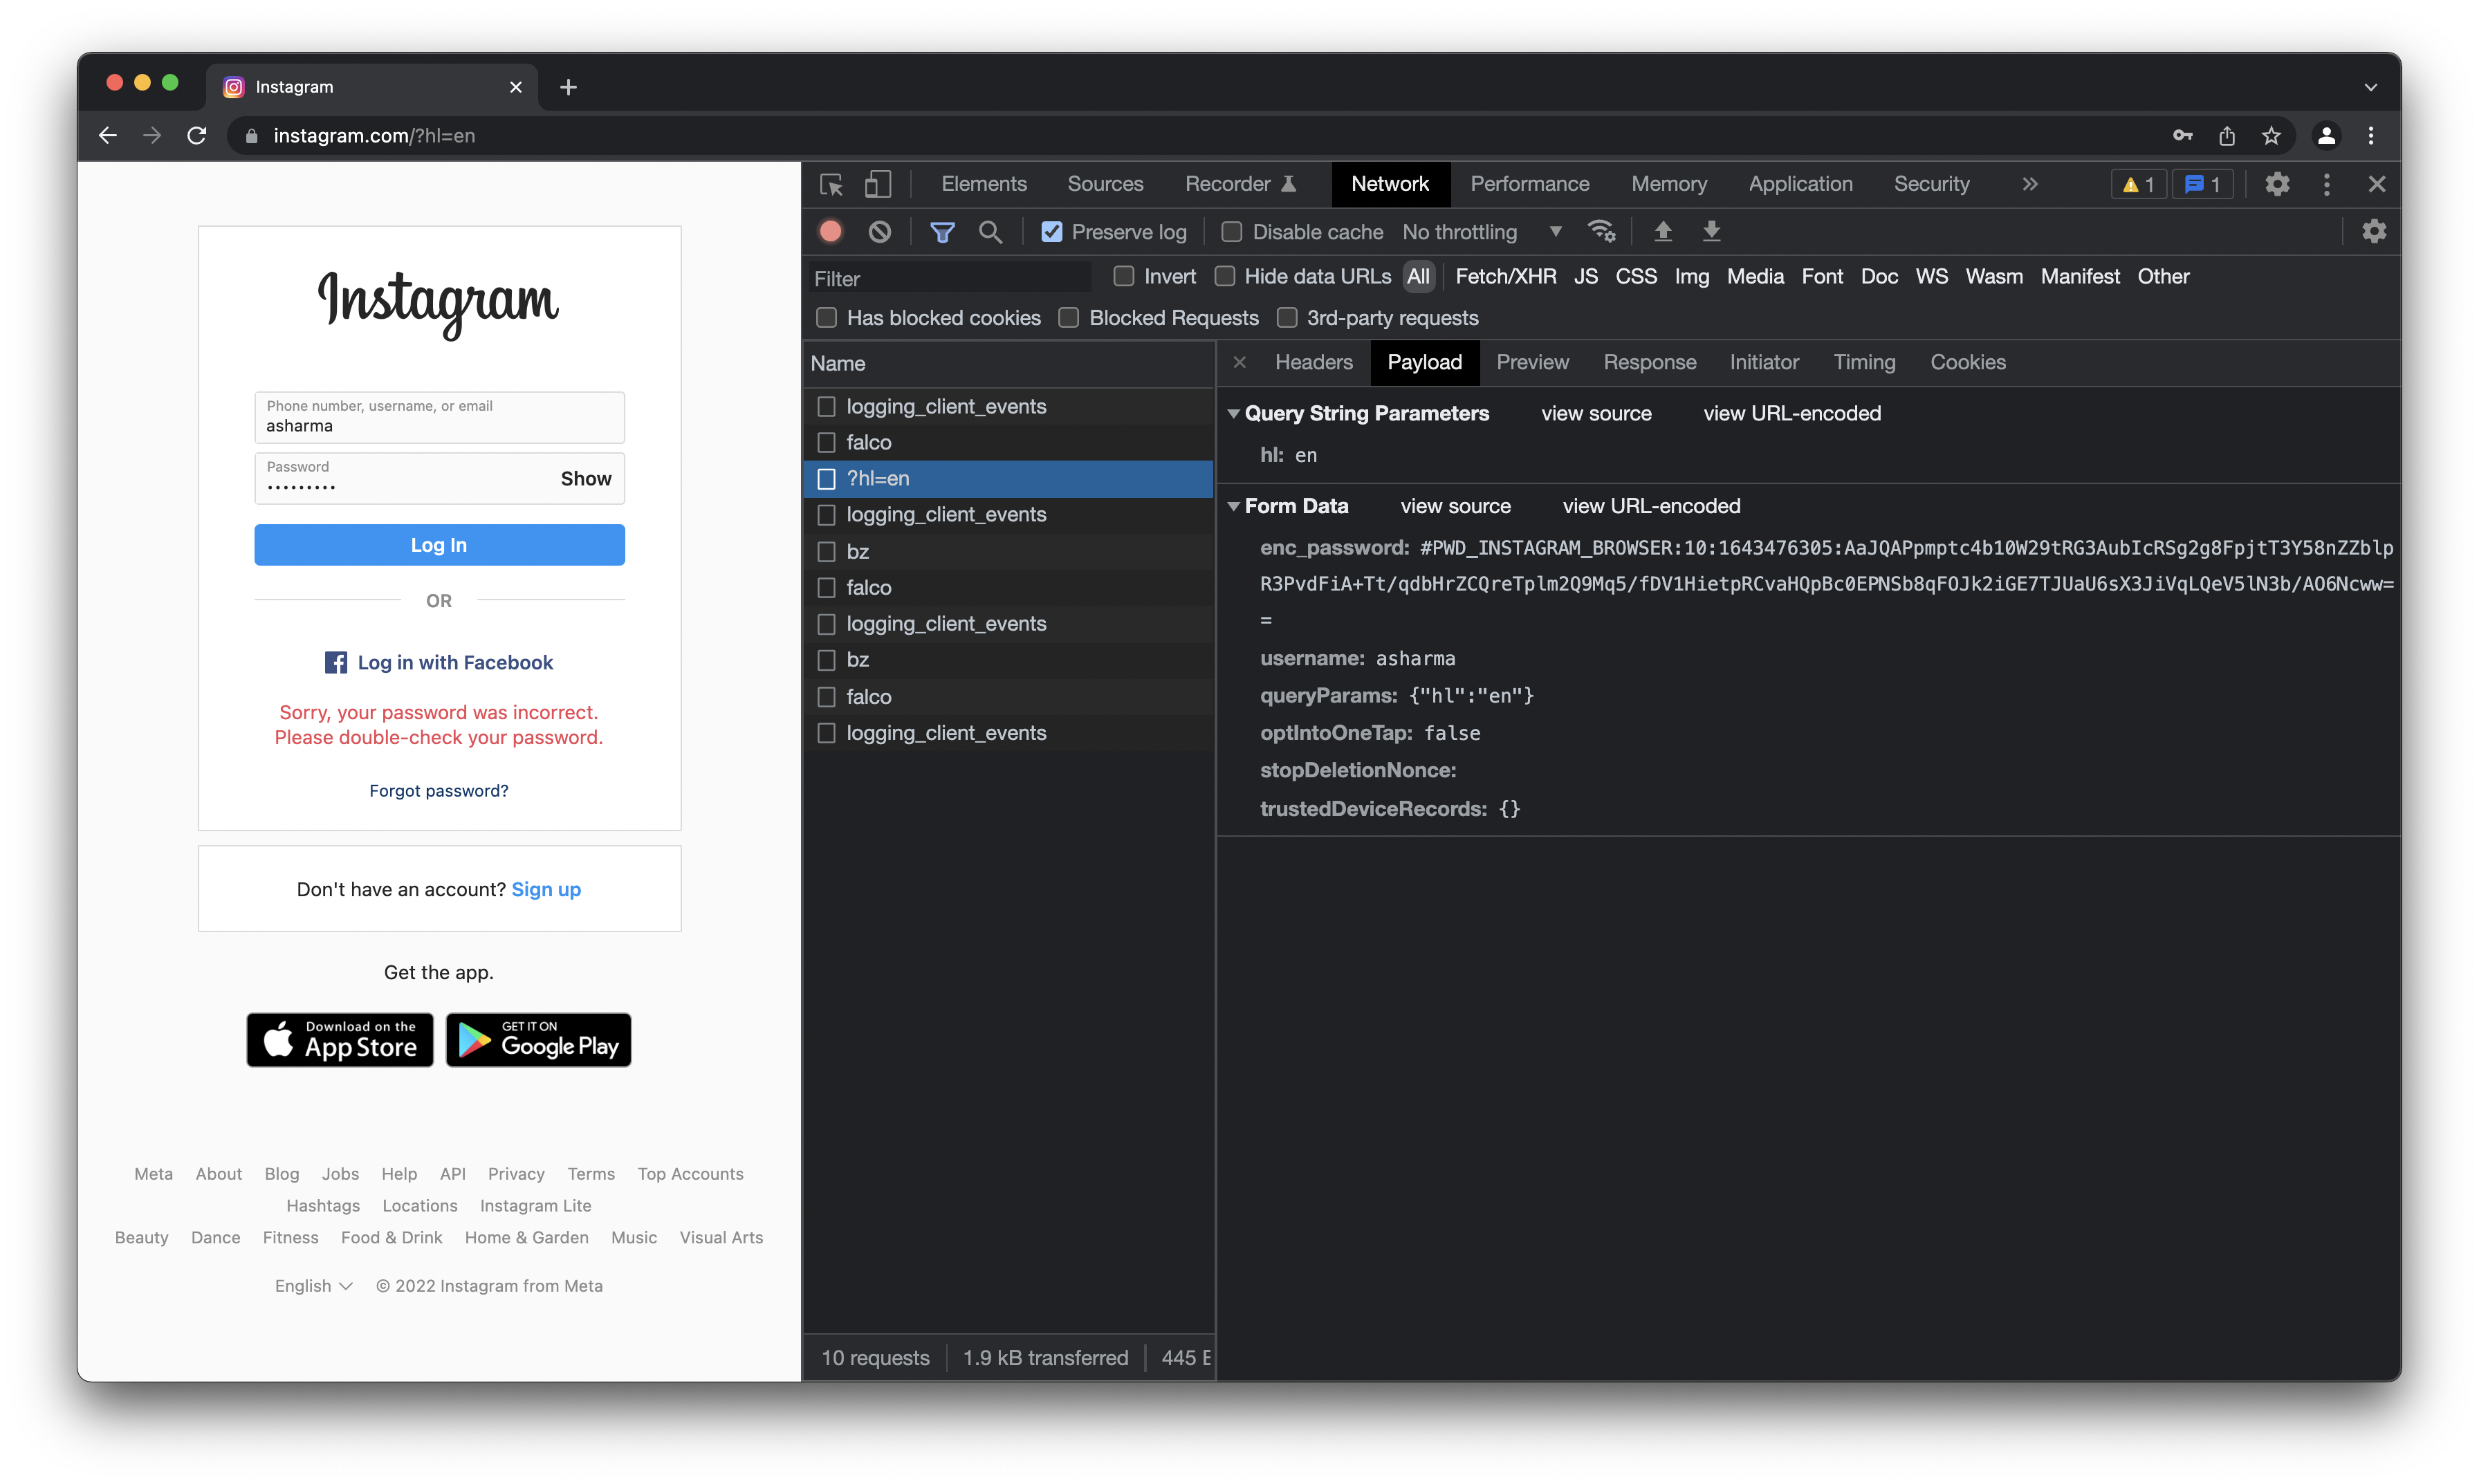 Instagram
instagram.com/?hl=en
Instagram
Phone number, username, or email
asharma
Password
•••••••••
Show
Log In
OR
Log in with Facebook
Sorry, your password was incorrect.
Please double-check your password.
Forgot password?
Don't have an account? Sign up
Get the app.
Download on the
App Store
GET IT ON
Google Play
Meta About Blog Jobs Help API Privacy Terms Top Accounts
Hashtags Locations Instagram Lite
Beauty Dance Fitness Food & Drink Home & Garden Music Visual Arts
English © 2022 Instagram from Meta
Elements Sources Recorder Network Performance Memory Application Security » 1 1
Preserve log Disable cache No throttling
Filter Invert Hide data URLs All Fetch/XHR JS CSS Img Media Font Doc WS Wasm Manifest Other
Has blocked cookies Blocked Requests 3rd-party requests
Name
logging_client_events
falco
?hl=en
logging_client_events
bz
falco
logging_client_events
bz
falco
logging_client_events
10 requests 1.9 kB transferred 445
Headers Payload Preview Response Initiator Timing Cookies
Query String Parameters view source view URL-encoded
hl: en
Form Data view source view URL-encoded
enc_password: #PWD_INSTAGRAM_BROWSER:10:1643476305:AaJQAPpmptc4b10W29tRG3AubIcRSg2g8FpjtT3Y58nZZblp
R3PvdFiA+Tt/qdbHrZCQreTplm2Q9Mq5/fDV1HietpRCvaHQpBc0EPNSb8qFOJk2iGE7TJUaU6sX3JiVqLQeV5lN3b/AO6Ncww=
=
username: asharma
queryParams: {"hl":"en"}
optIntoOneTap: false
stopDeletionNonce:
trustedDeviceRecords: {}